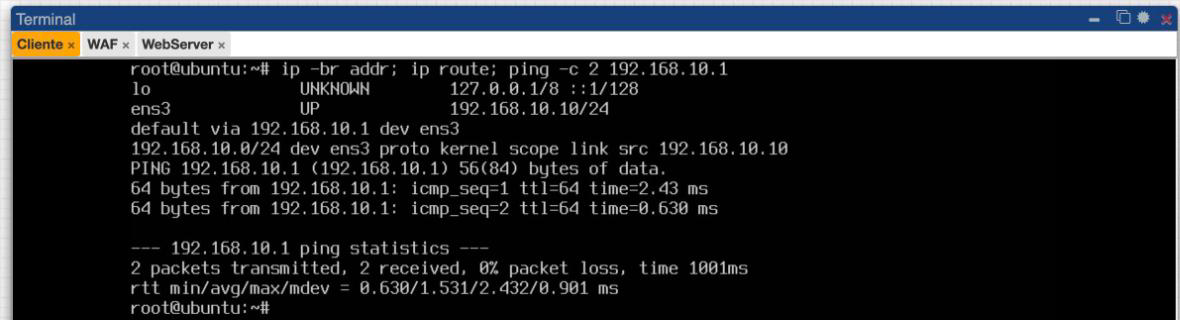 Terminal
Cliente × WAF × WebServer ×
root@ubuntu:~# ip -br addr; ip route; ping -c 2 192.168.10.1
lo UNKNOWN 127.0.0.1/8 ::1/128
ens3 UP 192.168.10.10/24
default via 192.168.10.1 dev ens3
192.168.10.0/24 dev ens3 proto kernel scope link src 192.168.10.10
PING 192.168.10.1 (192.168.10.1) 56(84) bytes of data.
64 bytes from 192.168.10.1: icmp_seq=1 ttl=64 time=2.43 ms
64 bytes from 192.168.10.1: icmp_seq=2 ttl=64 time=0.630 ms
--- 192.168.10.1 ping statistics ---
2 packets transmitted, 2 received, 0% packet loss, time 1001ms
rtt min/avg/max/mdev = 0.630/1.531/2.432/0.901 ms
root@ubuntu:~#